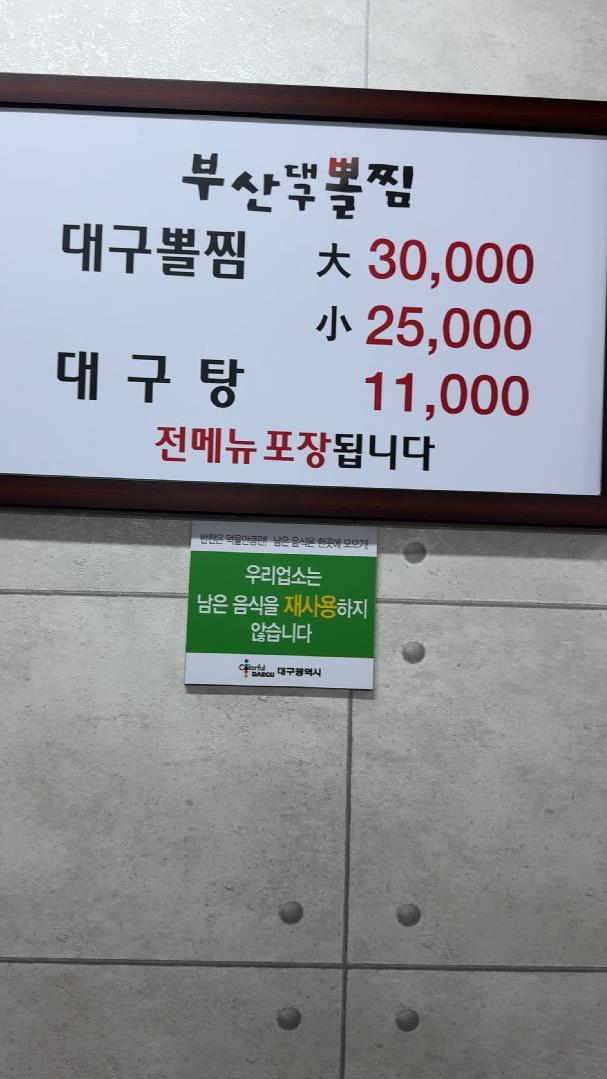 부산댁뽈찜
대구뽈찜 大 30,000
小 25,000
대구탕 11,000
전메뉴 포장됩니다
반찬은 먹을만큼만! 남은 음식은 한곳에 모으기!
우리업소는
남은 음식을 재사용하지
않습니다
Colorful DAEGU 대구광역시